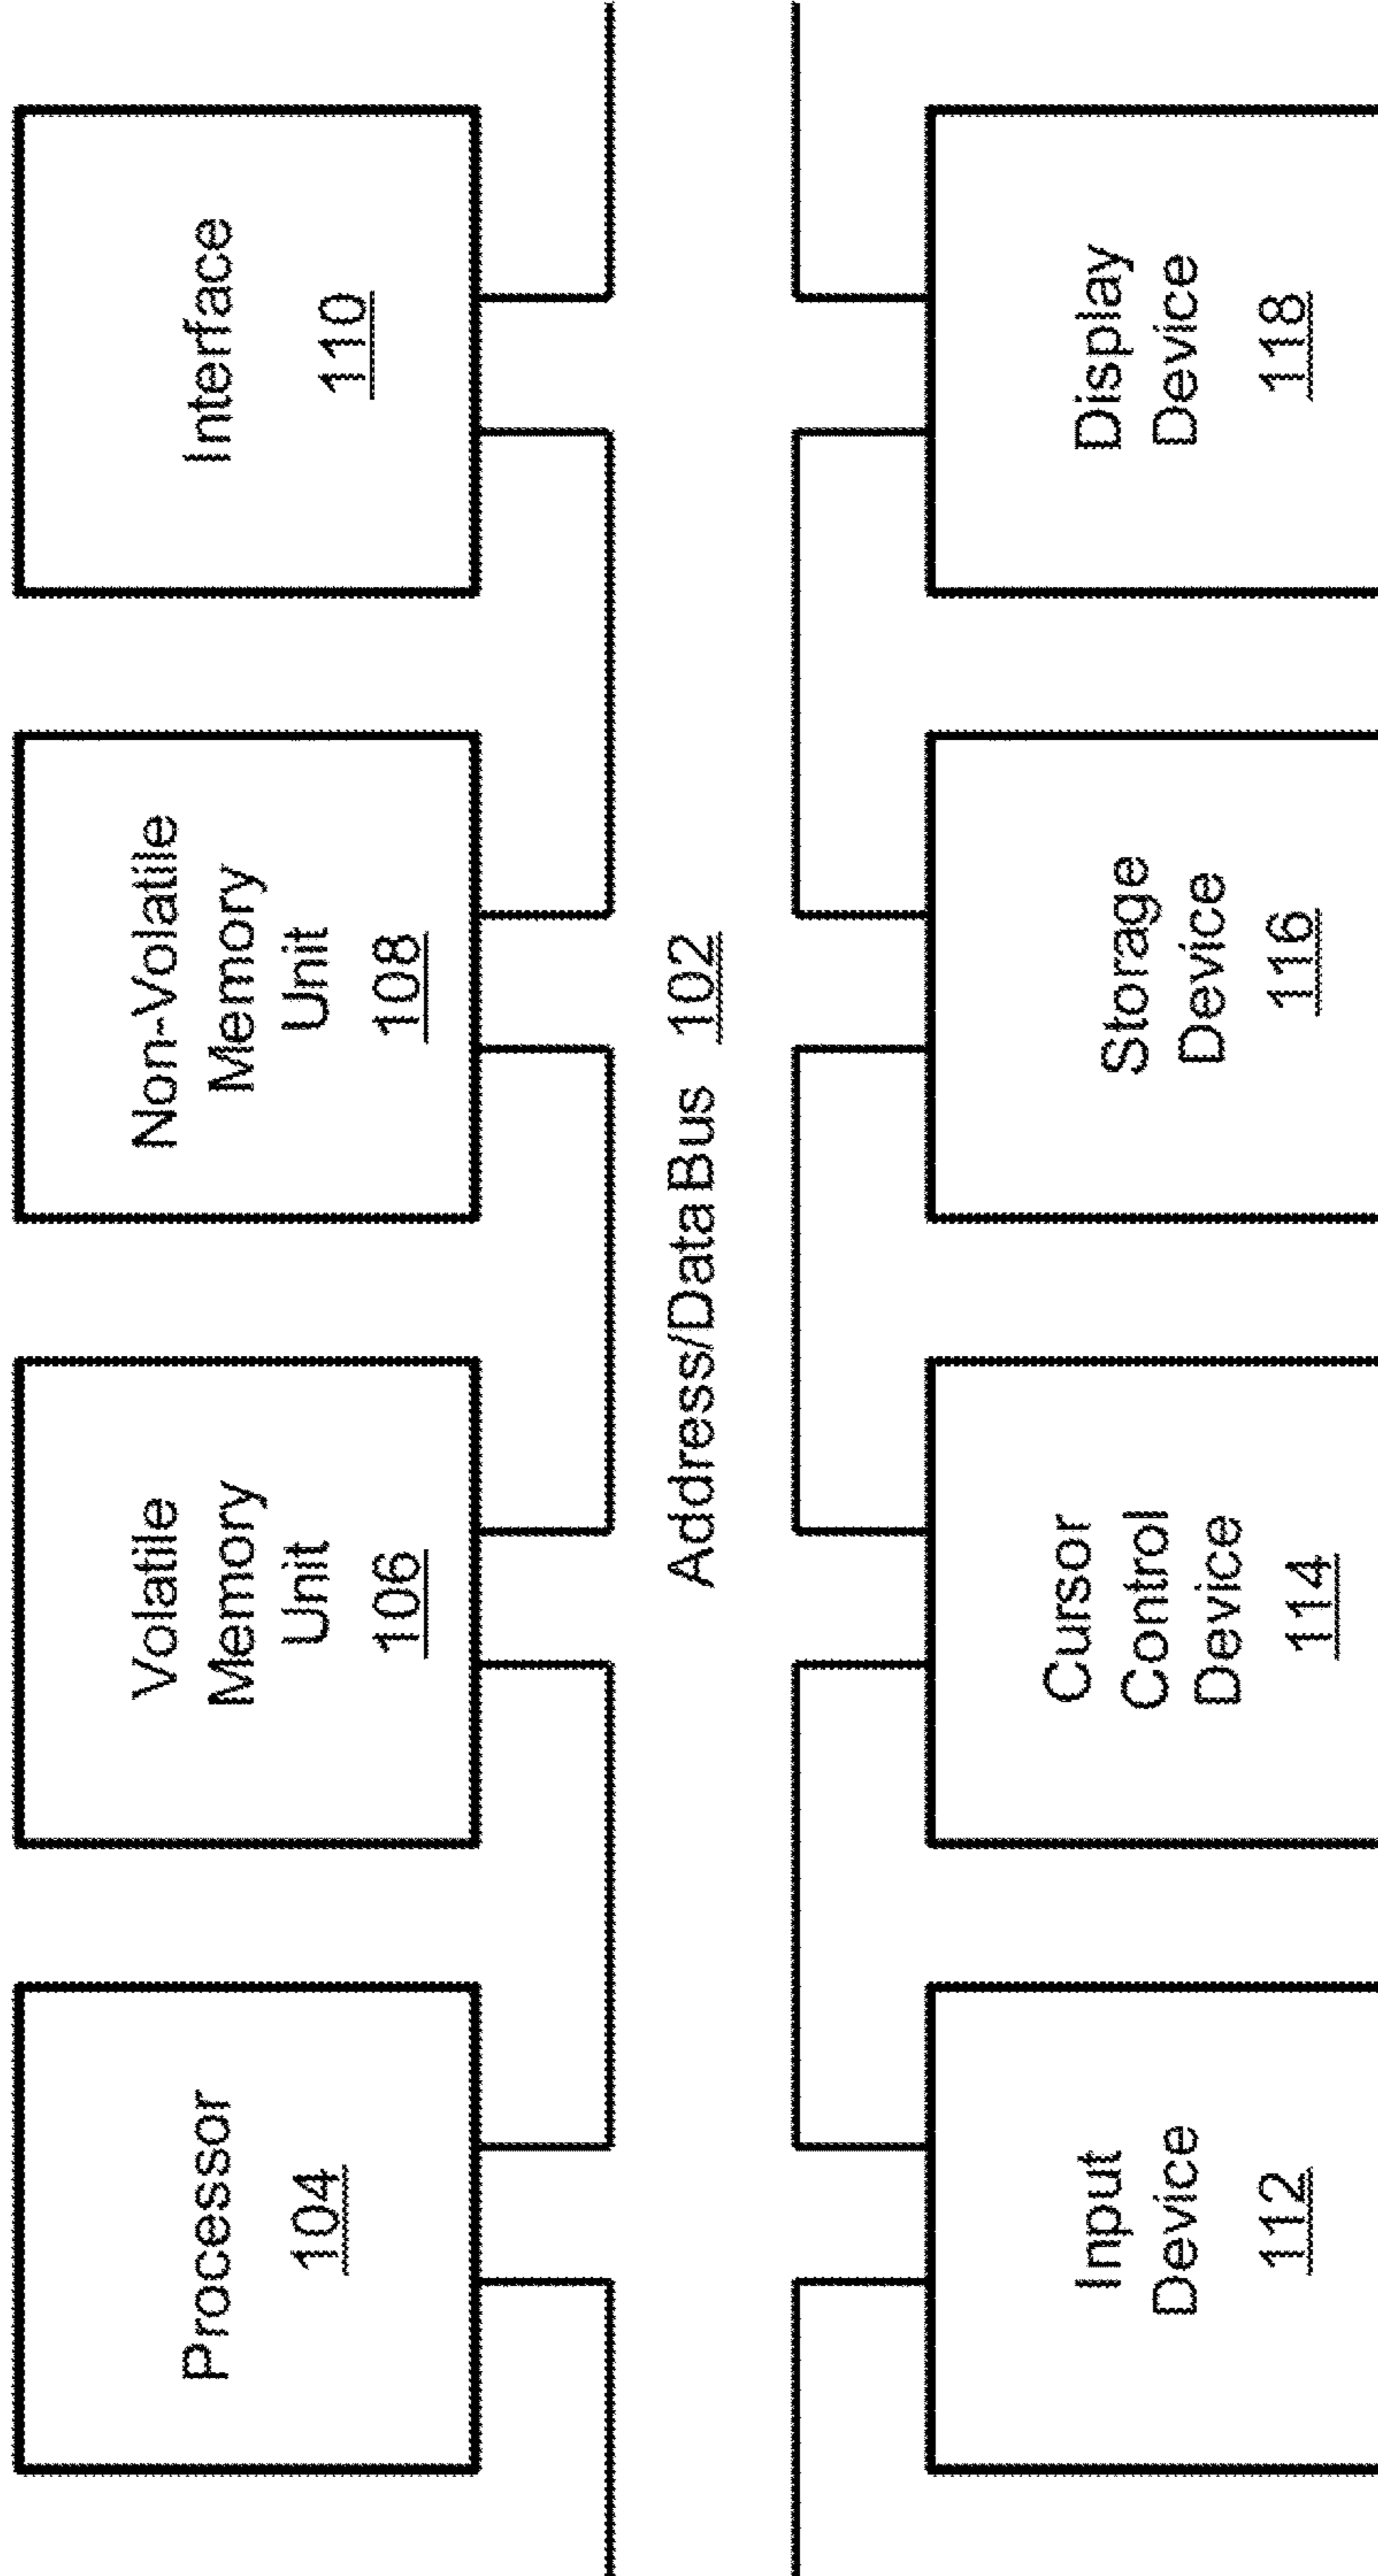 Processor
104
Volatile
Memory
Unit
106
Non-Volatile
Memory
Unit
108
Interface
110
Address/Data Bus 102
Input
Device
112
Cursor
Control
Device
114
Storage
Device
116
Display
Device
118